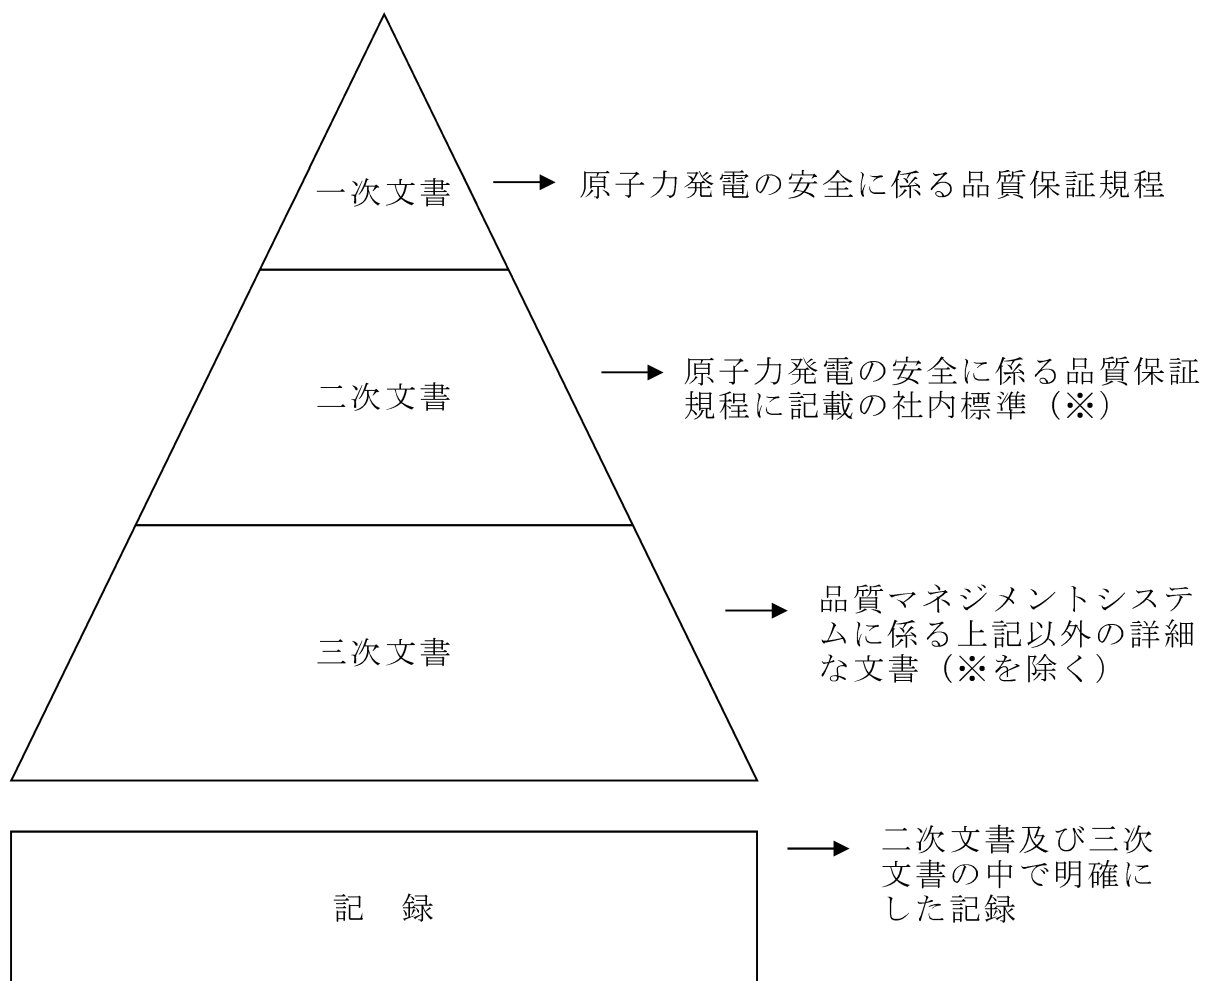 一次文書
原子力発電の安全に係る品質保証規程
二次文書
原子力発電の安全に係る品質保証
規程に記載の社内標準（※）
三次文書
品質マネジメントシステ
ムに係る上記以外の詳細
な文書（※を除く）
記　録
二次文書及び三次
文書の中で明確に
した記録